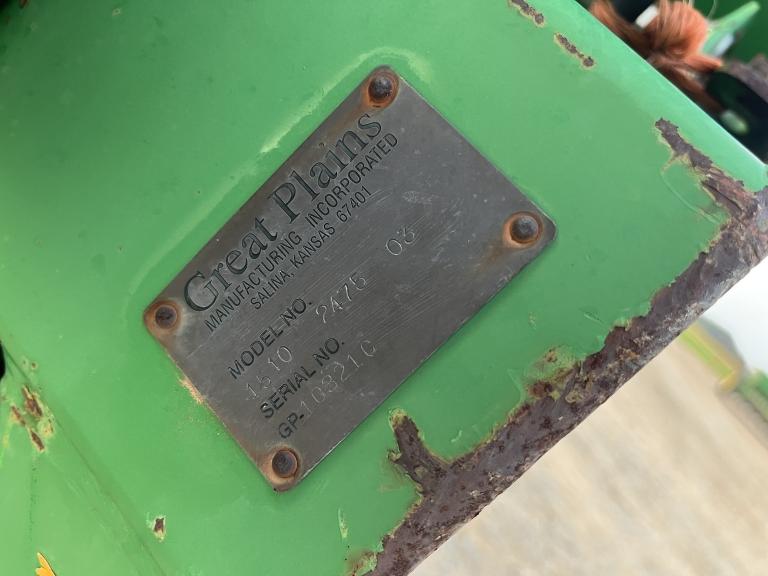 Great Plains
MANUFACTURING INCORPORATED
SALINA, KANSAS 67401
MODEL NO.
1510 2475 03
SERIAL NO.
GP-10821C